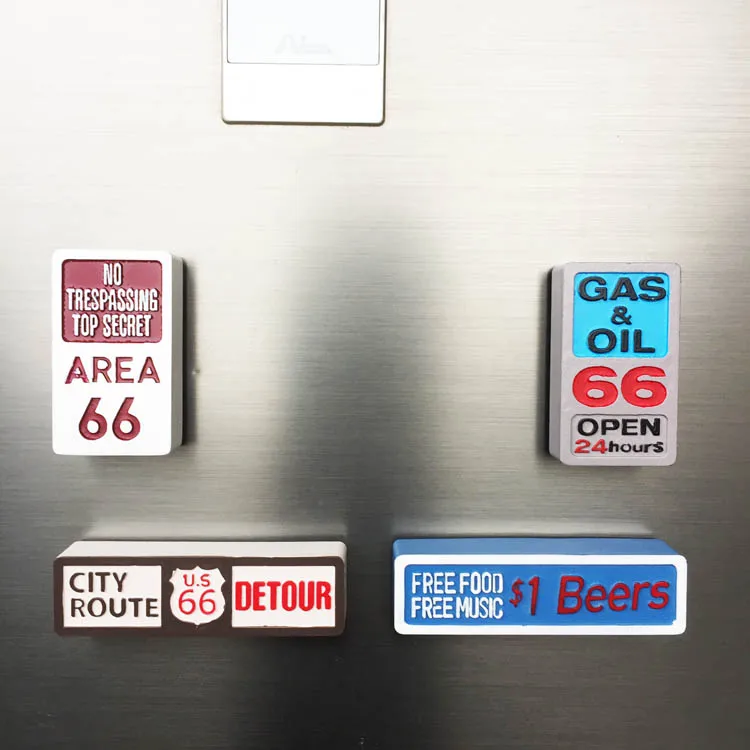 NO
TRESPASSING
TOP SECRET
AREA
66
GAS
&
OIL
66
OPEN
24hours
CITY
ROUTE
U.S
66
DETOUR
FREE FOOD
FREE MUSIC
$1 Beers